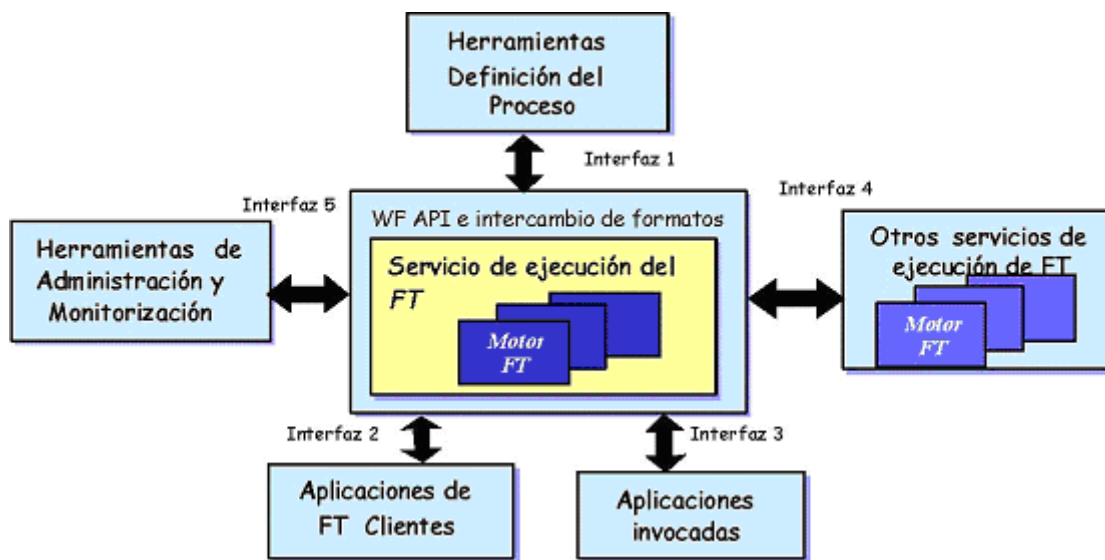 Herramientas
Definición del
Proceso
Interfaz 1
Interfaz 4
Interfaz 5
WF API e intercambio de formatos
Herramientas de
Administración y
Monitorización
Servicio de ejecución del
FT
Motor
FT
Otros servicios de
ejecución de FT
Motor
FT
Interfaz 2
Interfaz 3
Aplicaciones de
FT Clientes
Aplicaciones
invocadas